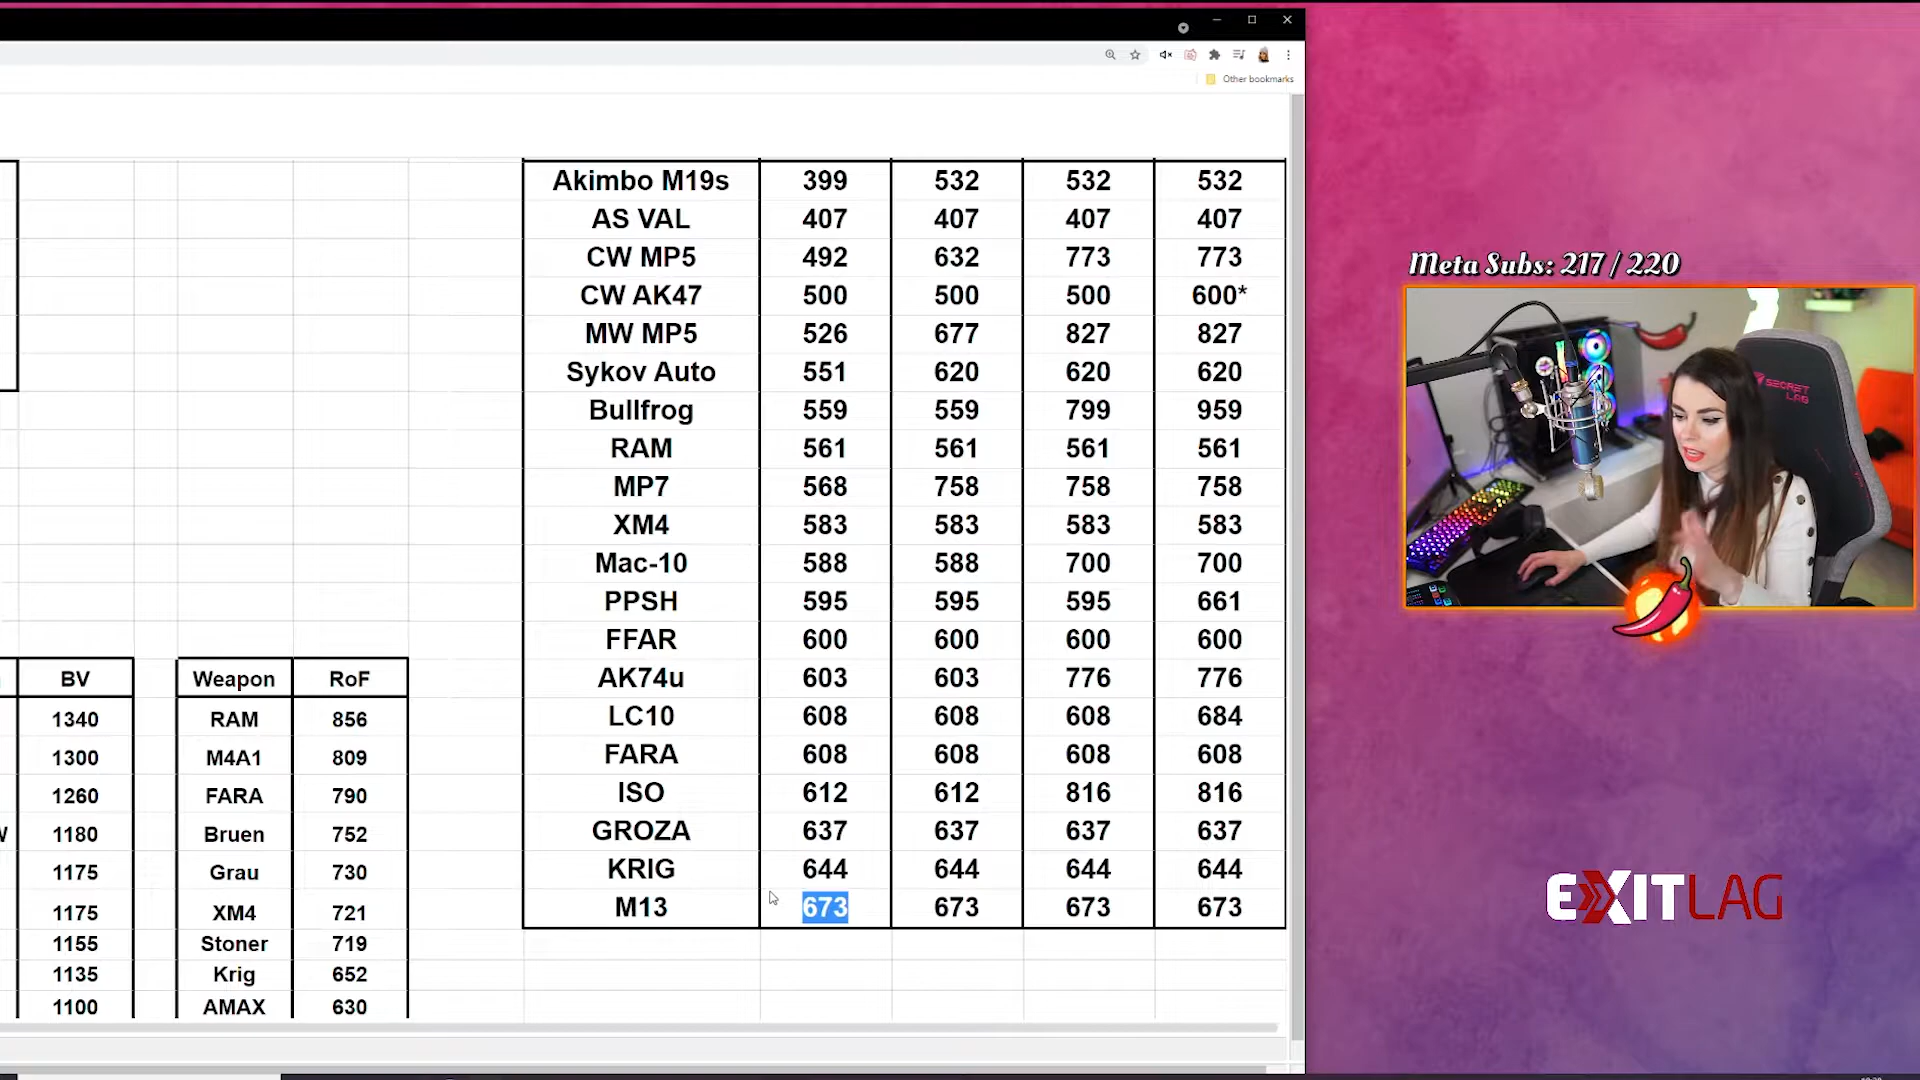 Other bookmarks
Akimbo M19s 399 532 532 532
AS VAL 407 407 407 407
CW MP5 492 632 773 773
CW AK47 500 500 500 600*
MW MP5 526 677 827 827
Sykov Auto 551 620 620 620
Bullfrog 559 559 799 959
RAM 561 561 561 561
MP7 568 758 758 758
XM4 583 583 583 583
Mac-10 588 588 700 700
PPSH 595 595 595 661
FFAR 600 600 600 600
AK74u 603 603 776 776
LC10 608 608 608 684
FARA 608 608 608 608
ISO 612 612 816 816
GROZA 637 637 637 637
KRIG 644 644 644 644
M13 673 673 673 673
BV
1340
1300
1260
1180
1175
1175
1155
1135
1100
Weapon RoF
RAM 856
M4A1 809
FARA 790
Bruen 752
Grau 730
XM4 721
Stoner 719
Krig 652
AMAX 630
Meta Subs: 217 / 220
SECRET
LAB
EXITLAG